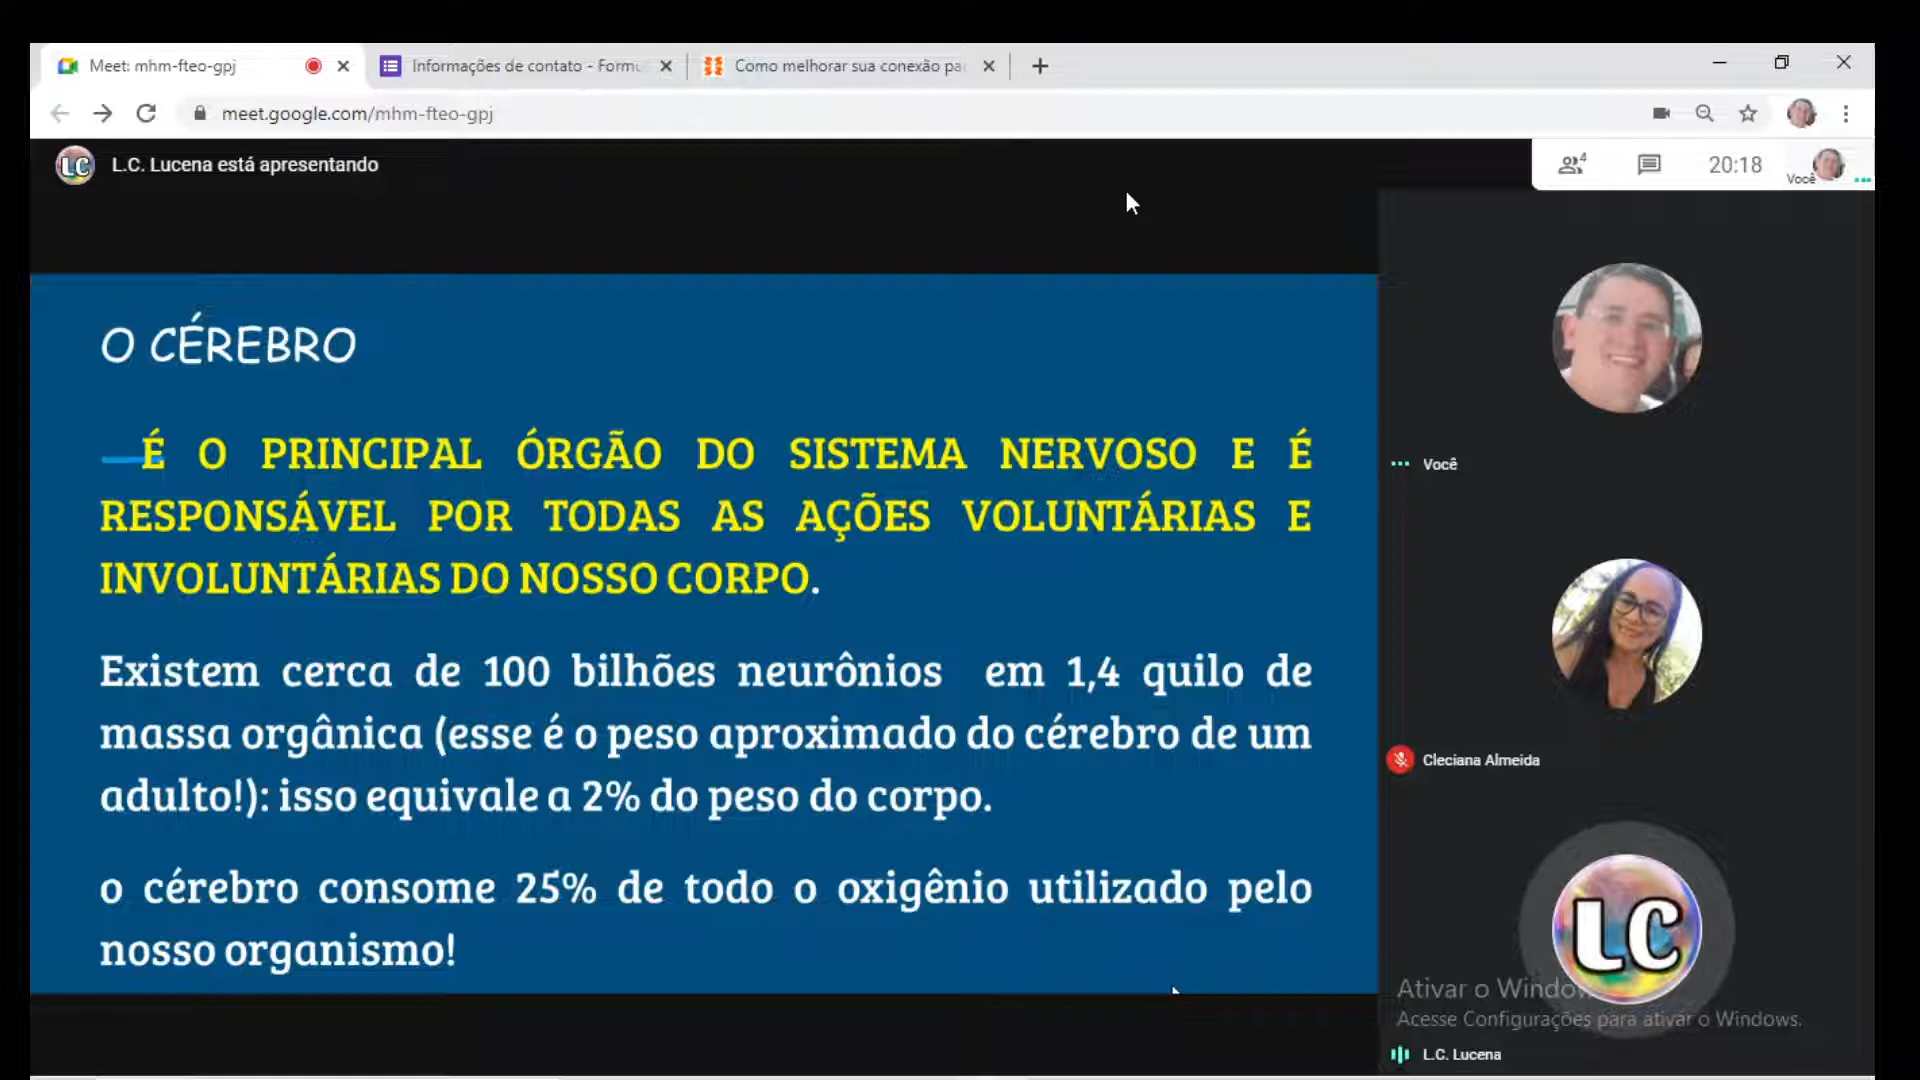 Meet: mhm-fteo-gpj
Informações de contato - Formu
Como melhorar sua conexão pa
meet.google.com/mhm-fteo-gpj
LC
L.C. Lucena está apresentando
4
20:18
Você
O CÉREBRO
É O PRINCIPAL ÓRGÃO DO SISTEMA NERVOSO E É
RESPONSÁVEL POR TODAS AS AÇÕES VOLUNTÁRIAS E
INVOLUNTÁRIAS DO NOSSO CORPO.
Existem cerca de 100 bilhões neurônios em 1,4 quilo de
massa orgânica (esse é o peso aproximado do cérebro de um
adulto!): isso equivale a 2% do peso do corpo.
o cérebro consome 25% de todo o oxigênio utilizado pelo
nosso organismo!
Você
Cleciana Almeida
LC
Ativar o Windo
Acesse Configurações para ativar o Windows.
L.C. Lucena